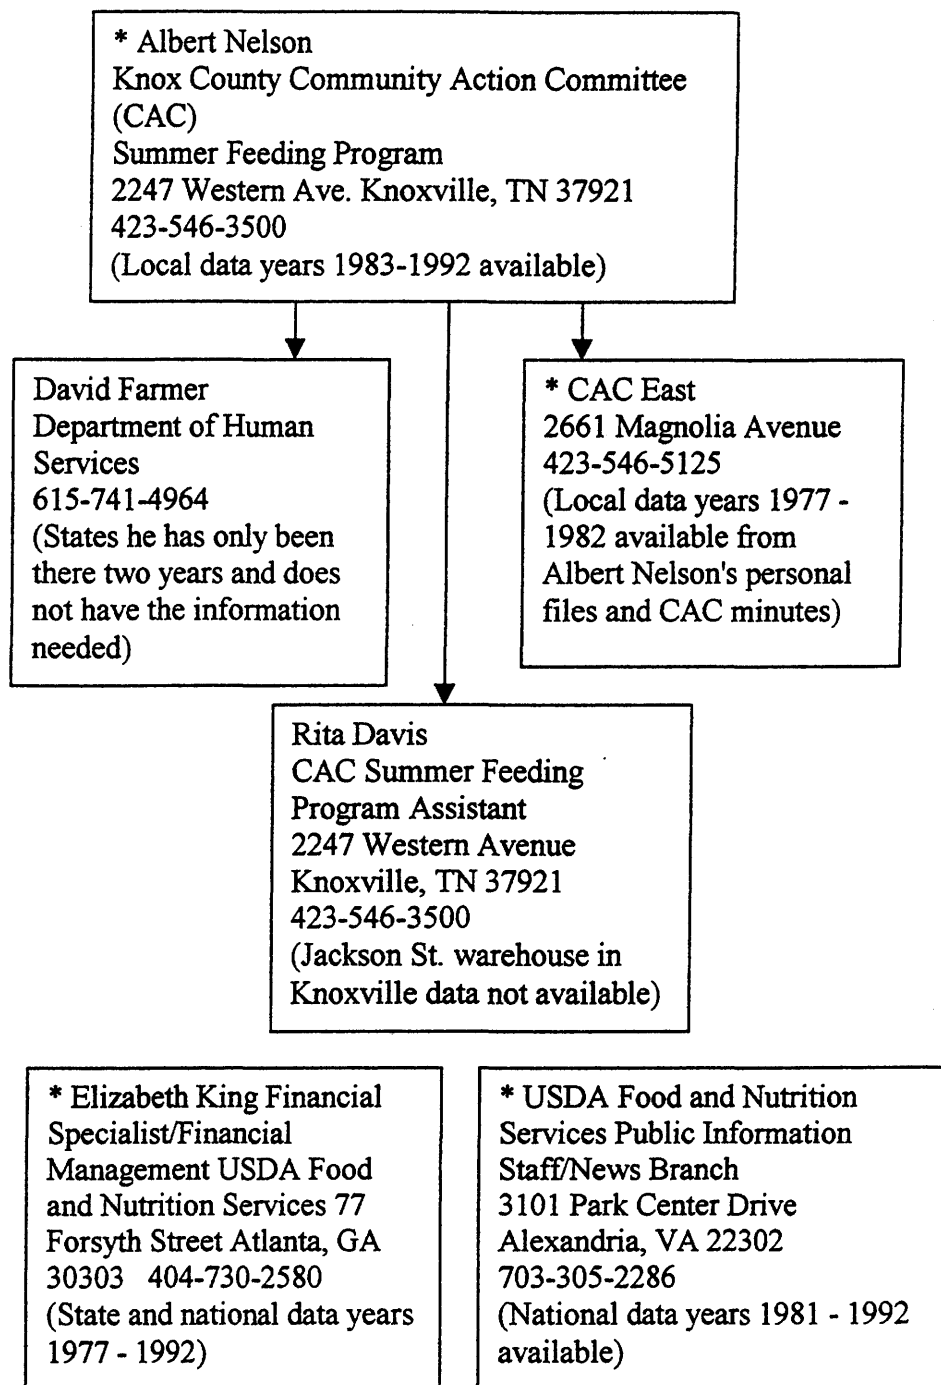 * Albert Nelson
Knox County Community Action Committee
(CAC)
Summer Feeding Program
2247 Western Ave. Knoxville, TN 37921
423-546-3500
(Local data years 1983-1992 available)
David Farmer
Department of Human
Services
615-741-4964
(States he has only been
there two years and does
not have the information
needed)
* CAC East
2661 Magnolia Avenue
423-546-5125
(Local data years 1977 -
1982 available from
Albert Nelson's personal
files and CAC minutes)
Rita Davis
CAC Summer Feeding
Program Assistant
2247 Western Avenue
Knoxville, TN 37921
423-546-3500
(Jackson St. warehouse in
Knoxville data not available)
* Elizabeth King Financial
Specialist/Financial
Management USDA Food
and Nutrition Services 77
Forsyth Street Atlanta, GA
30303 404-730-2580
(State and national data years
1977 - 1992)
* USDA Food and Nutrition
Services Public Information
Staff/News Branch
3101 Park Center Drive
Alexandria, VA 22302
703-305-2286
(National data years 1981 - 1992
available)